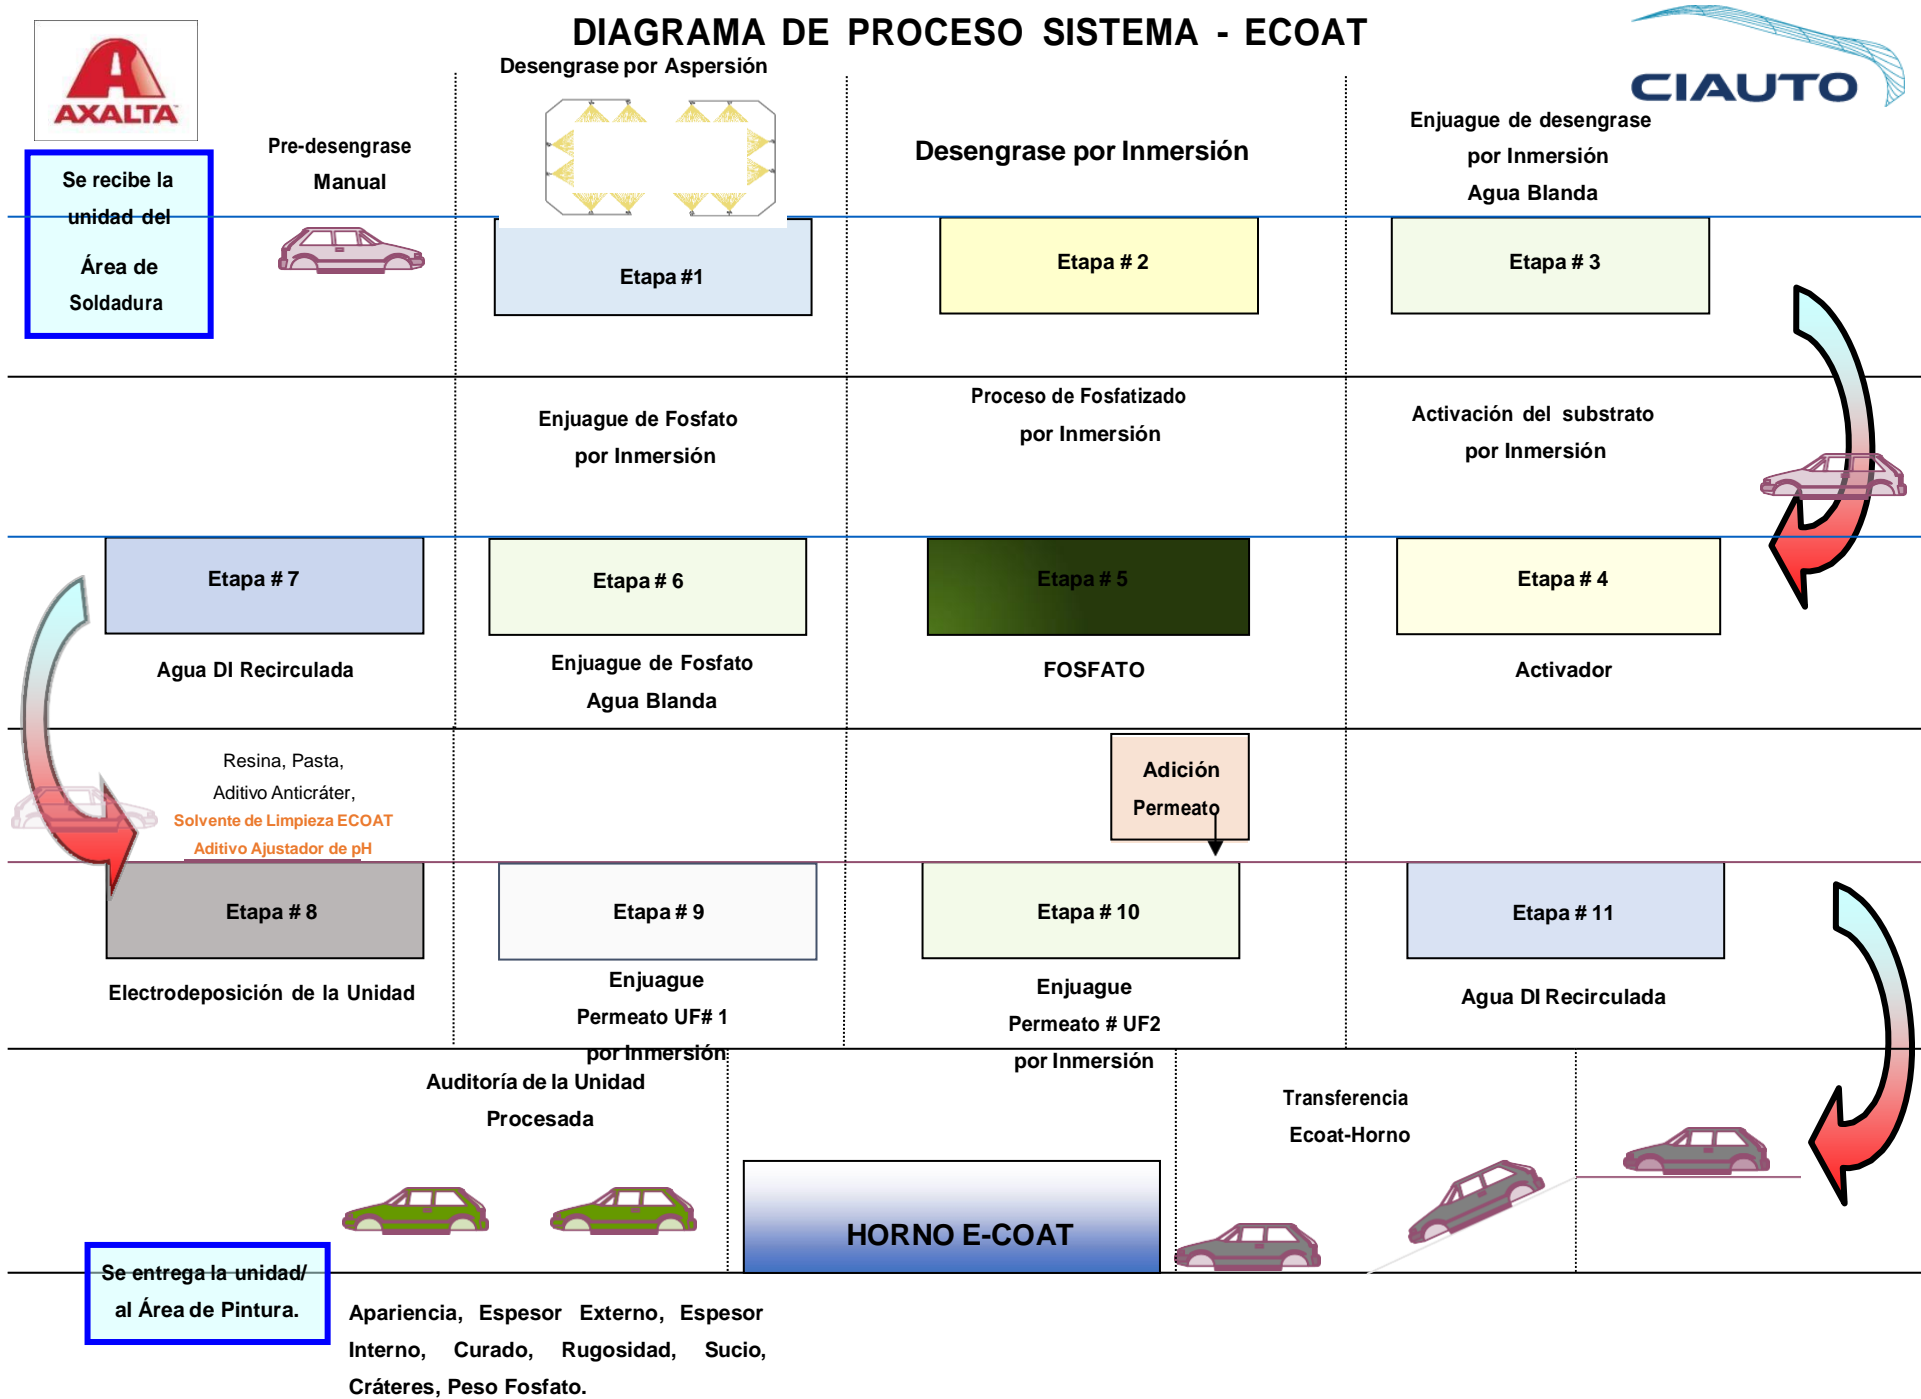 DIAGRAMA DE PROCESO SISTEMA - ECOAT
AXALTA
CIAUTO
Se recibe la
unidad del
Área de
Soldadura
Pre-desengrase
Manual
Desengrase por Aspersión
Etapa #1
Desengrase por Inmersión
Etapa # 2
Enjuague de desengrase
por Inmersión
Agua Blanda
Etapa # 3
Activación del substrato
por Inmersión
Etapa # 4
Activador
Proceso de Fosfatizado
por Inmersión
Etapa # 5
FOSFATO
Enjuague de Fosfato
por Inmersión
Etapa # 6
Enjuague de Fosfato
Agua Blanda
Etapa # 7
Agua DI Recirculada
Resina, Pasta,
Aditivo Anticráter,
Solvente de Limpieza ECOAT
Aditivo Ajustador de pH
Etapa # 8
Electrodeposición de la Unidad
Etapa # 9
Enjuague
Permeato UF# 1
por Inmersión
Adición
Permeato
Etapa # 10
Enjuague
Permeato # UF2
por Inmersión
Etapa # 11
Agua DI Recirculada
Transferencia
Ecoat-Horno
HORNO E-COAT
Auditoría de la Unidad
Procesada
Se entrega la unidad/
al Área de Pintura.
Apariencia, Espesor Externo, Espesor
Interno, Curado, Rugosidad, Sucio,
Cráteres, Peso Fosfato.